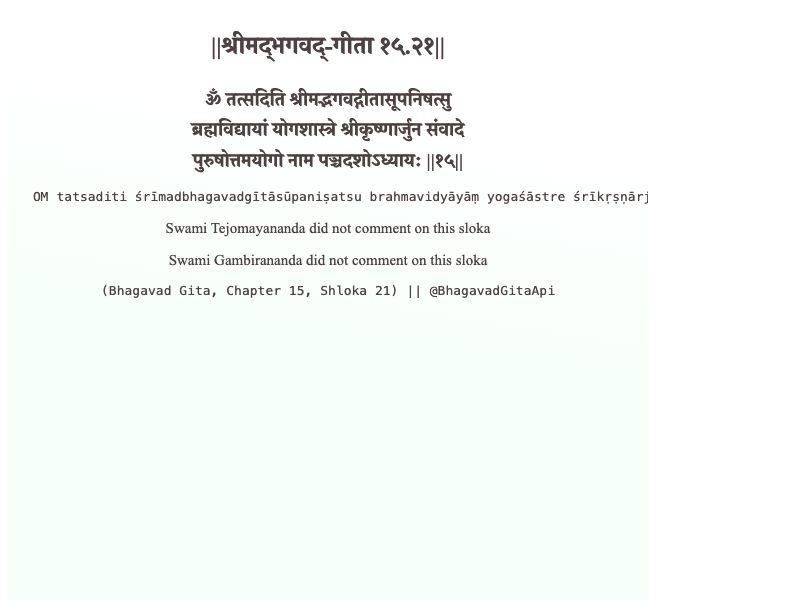 ||श्रीमद्‍भगवद्‍-गीता १५.२१||
ॐ तत्सदिति श्रीमद्भगवद्गीतासूपनिषत्सु
ब्रह्मविद्यायां योगशास्त्रे श्रीकृष्णार्जुन संवादे
पुरुषोत्तमयोगो नाम पञ्चदशोऽध्यायः ||१५||
OM tatsaditi śrīmadbhagavadgītāsūpaniṣatsu brahmavidyāyāṃ yogaśāstre śrīkṛṣṇārj
Swami Tejomayananda did not comment on this sloka
Swami Gambirananda did not comment on this sloka
(Bhagavad Gita, Chapter 15, Shloka 21) || @BhagavadGitaApi